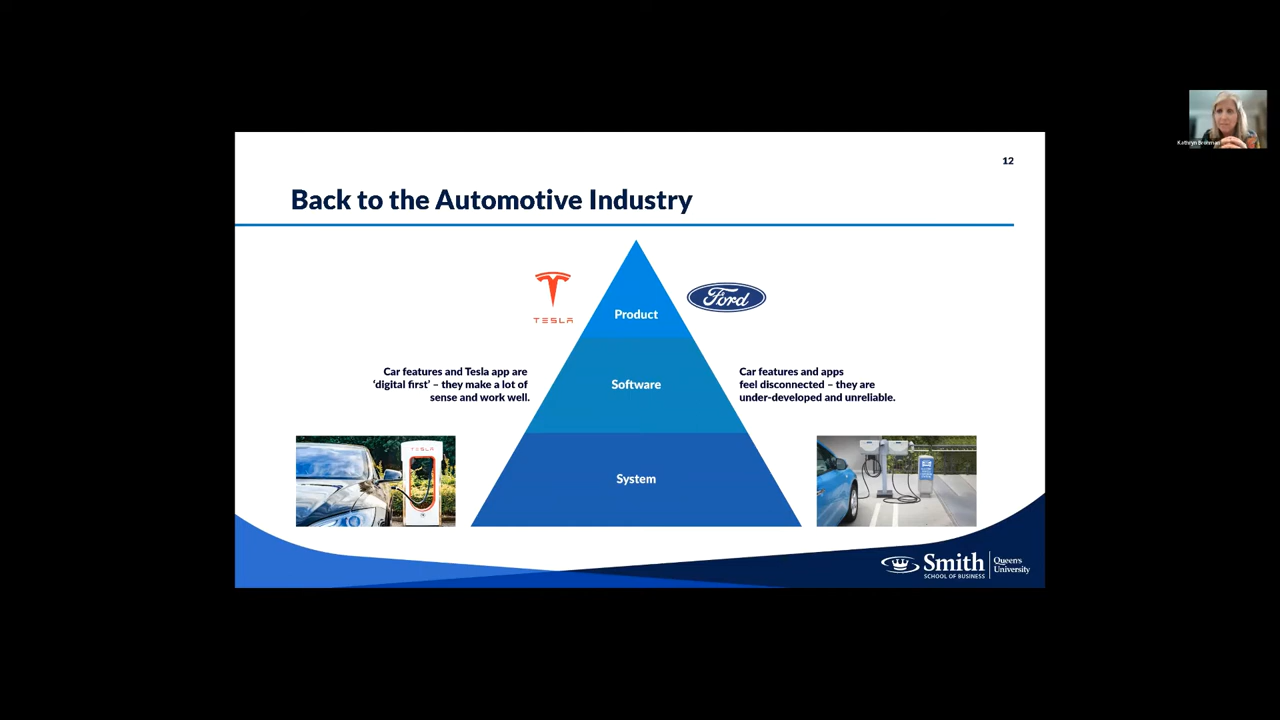 12
Back to the Automotive Industry
TESLA
Ford
Product
Car features and Tesla app are
‘digital first’ – they make a lot of
sense and work well.
Software
Car features and apps
feel disconnected – they are
under-developed and unreliable.
System
TESLA
Smith
SCHOOL OF BUSINESS
Queen's
University
Kathryn